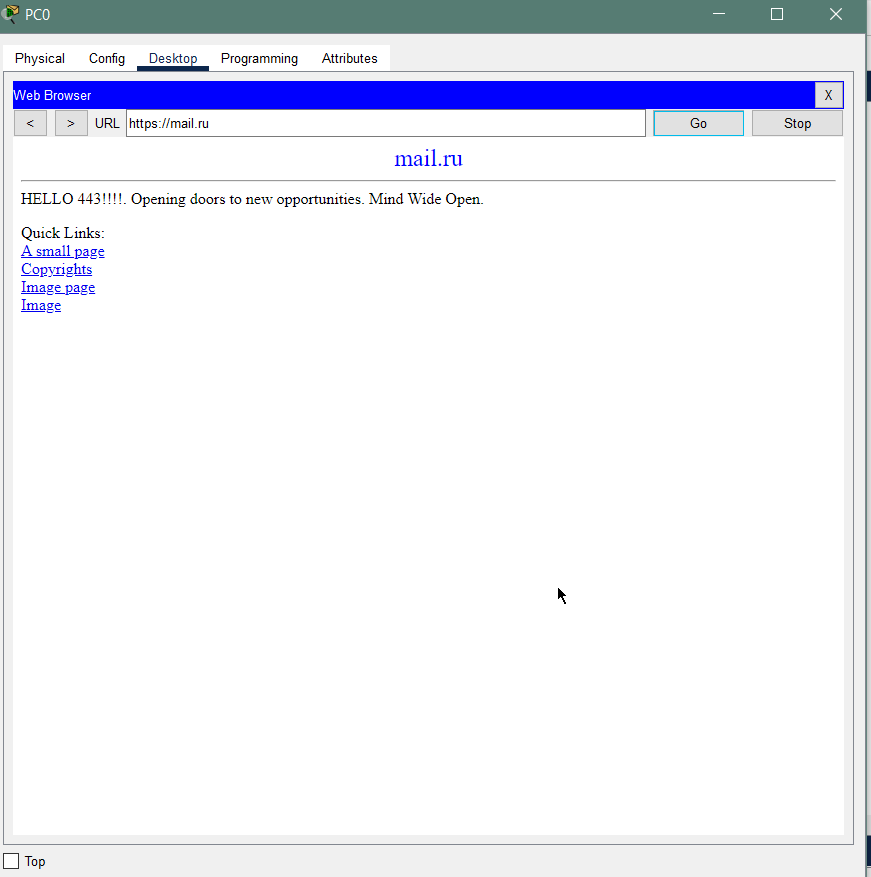 PC0
Physical Config Desktop Programming Attributes
Web Browser X
< > URL https://mail.ru Go Stop
mail.ru
HELLO 443!!!!. Opening doors to new opportunities. Mind Wide Open.
Quick Links:
A small page
Copyrights
Image page
Image
Top